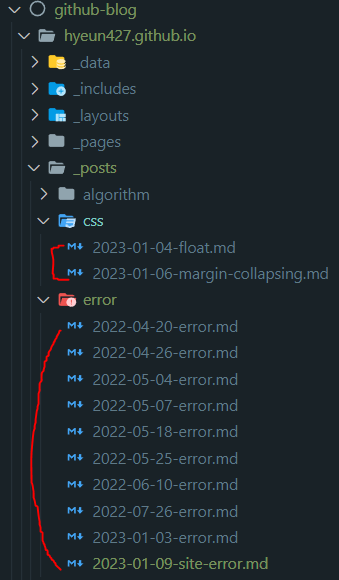 github-blog
hyeun427.github.io
_data
_includes
_layouts
_pages
_posts
algorithm
css
2023-01-04-float.md
2023-01-06-margin-collapsing.md
error
2022-04-20-error.md
2022-04-26-error.md
2022-05-04-error.md
2022-05-07-error.md
2022-05-18-error.md
2022-05-25-error.md
2022-06-10-error.md
2022-07-26-error.md
2023-01-03-error.md
2023-01-09-site-error.md